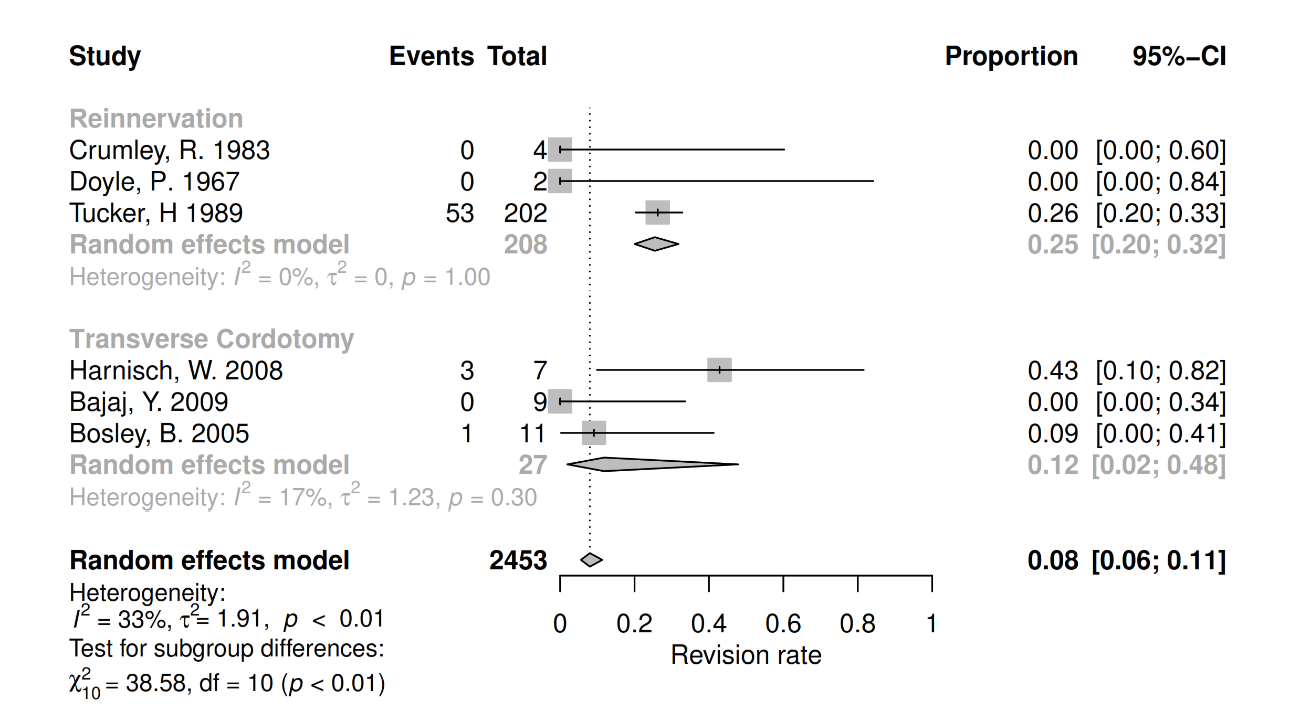 Study Events Total Proportion 95%−CI
Reinnervation
Crumley, R. 1983 0 4 0.00 [0.00; 0.60]
Doyle, P. 1967 0 2 0.00 [0.00; 0.84]
Tucker, H 1989 53 202 0.26 [0.20; 0.33]
Random effects model 208 0.25 [0.20; 0.32]
Heterogeneity: I² = 0%, τ² = 0, p = 1.00
Transverse Cordotomy
Harnisch, W. 2008 3 7 0.43 [0.10; 0.82]
Bajaj, Y. 2009 0 9 0.00 [0.00; 0.34]
Bosley, B. 2005 1 11 0.09 [0.00; 0.41]
Random effects model 27 0.12 [0.02; 0.48]
Heterogeneity: I² = 17%, τ² = 1.23, p = 0.30
Random effects model 2453 0.08 [0.06; 0.11]
Heterogeneity:
I² = 33%, τ² = 1.91, p < 0.01
Test for subgroup differences:
χ²₁₀ = 38.58, df = 10 (p < 0.01)
0 0.2 0.4 0.6 0.8 1
Revision rate